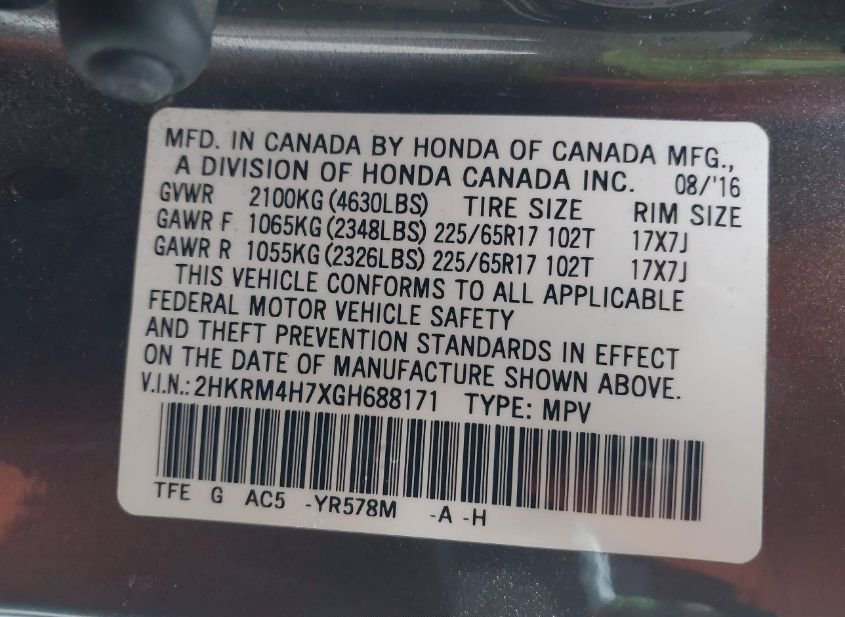 MFD. IN CANADA BY HONDA OF CANADA MFG.,
A DIVISION OF HONDA CANADA INC. 08/'16
GVWR 2100KG (4630LBS) TIRE SIZE RIM SIZE
GAWR F 1065KG (2348LBS) 225/65R17 102T 17X7J
GAWR R 1055KG (2326LBS) 225/65R17 102T 17X7J
THIS VEHICLE CONFORMS TO ALL APPLICABLE
FEDERAL MOTOR VEHICLE SAFETY
AND THEFT PREVENTION STANDARDS IN EFFECT
ON THE DATE OF MANUFACTURE SHOWN ABOVE.
V.I.N.: 2HKRM4H7XGH688171 TYPE: MPV
TFE G AC5 -YR578M -A -H